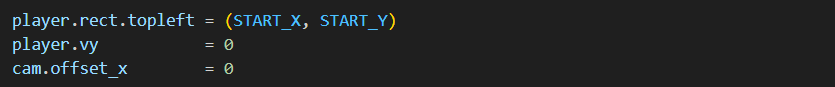 player.rect.topleft = (START_X, START_Y)
player.vy           = 0
cam.offset_x        = 0